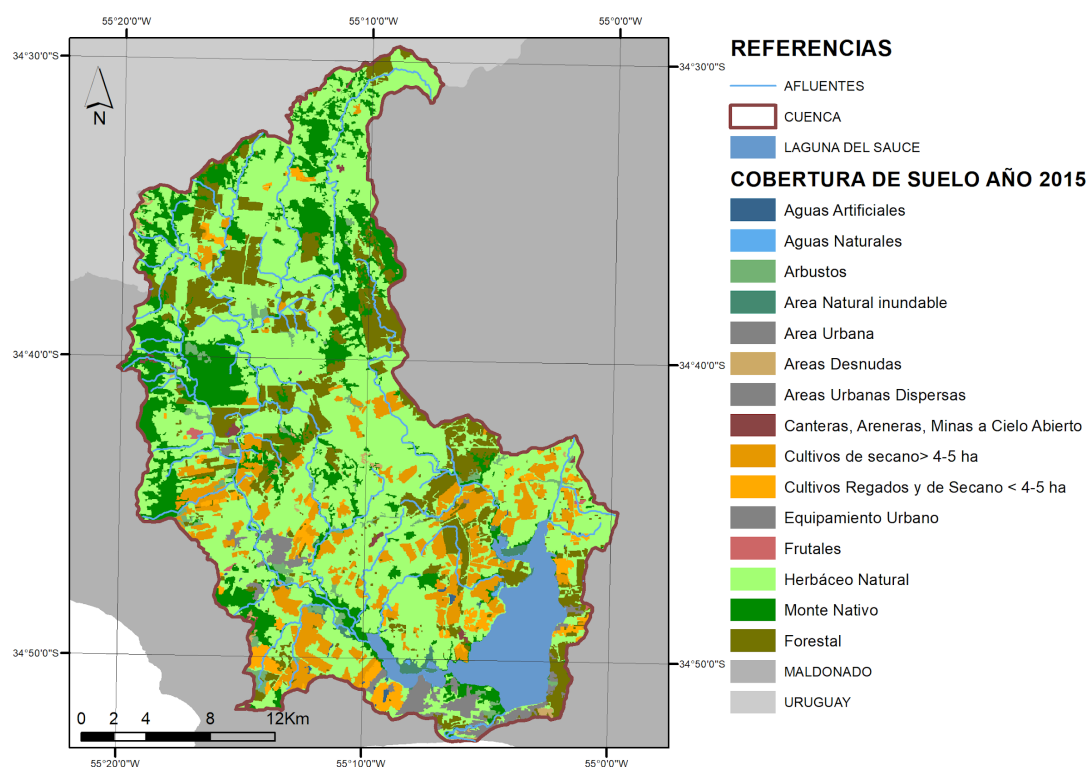 55°20'0"W 55°10'0"W 55°0'0"W
34°30'0"S
34°30'0"S
N
34°40'0"S
34°40'0"S
34°50'0"S
34°50'0"S
0 2 4 8 12Km
55°20'0"W 55°10'0"W 55°0'0"W
REFERENCIAS
AFLUENTES
CUENCA
LAGUNA DEL SAUCE
COBERTURA DE SUELO AÑO 2015
Aguas Artificiales
Aguas Naturales
Arbustos
Area Natural inundable
Area Urbana
Areas Desnudas
Areas Urbanas Dispersas
Canteras, Areneras, Minas a Cielo Abierto
Cultivos de secano> 4-5 ha
Cultivos Regados y de Secano < 4-5 ha
Equipamiento Urbano
Frutales
Herbáceo Natural
Monte Nativo
Forestal
MALDONADO
URUGUAY